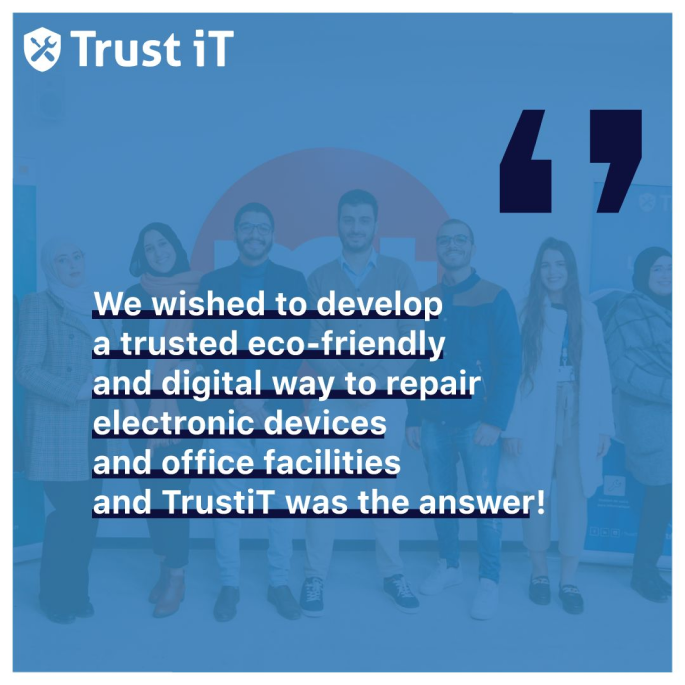 Trust iT
We wished to develop
a trusted eco-friendly
and digital way to repair
electronic devices
and office facilities
and TrustiT was the answer!